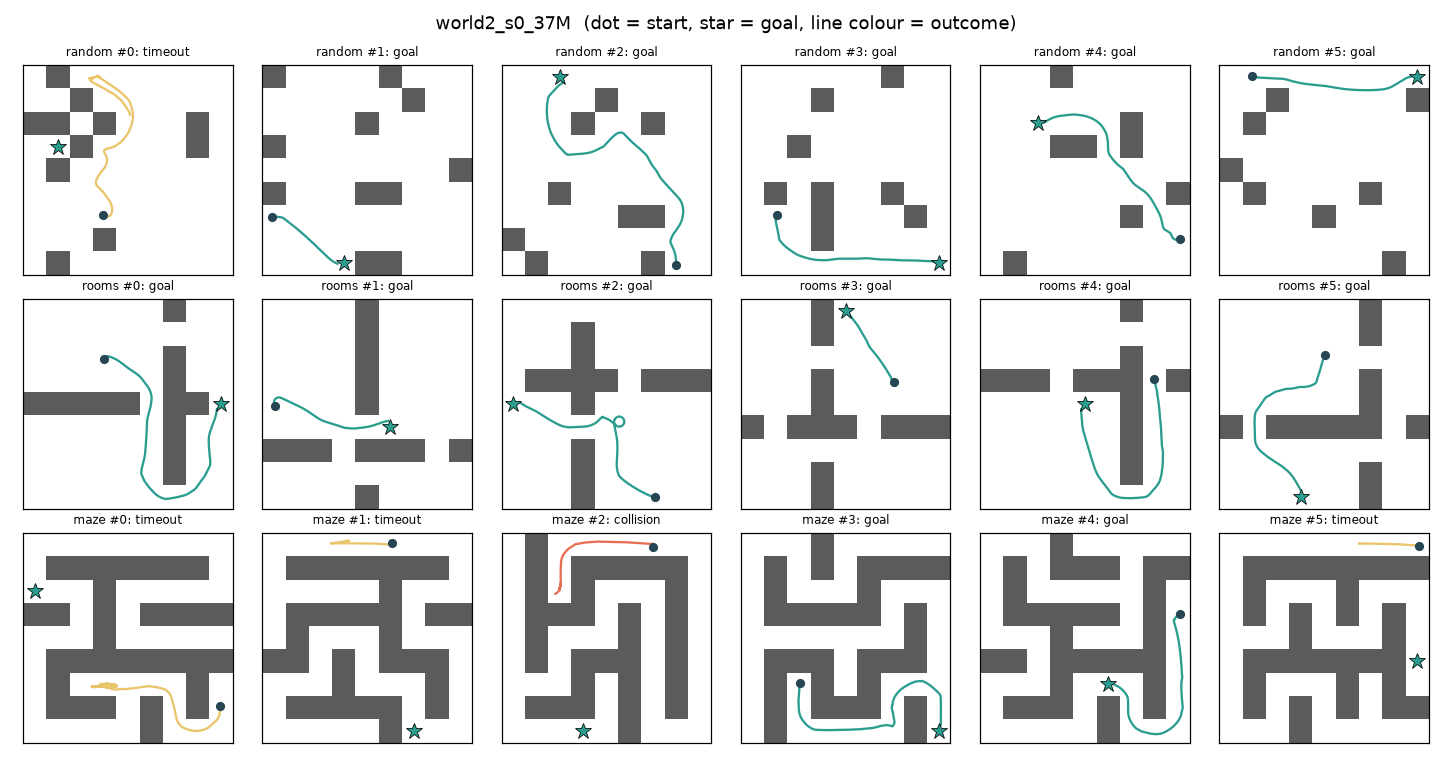 world2_s0_37M  (dot = start, star = goal, line colour = outcome)
random #0: timeout
random #1: goal
random #2: goal
random #3: goal
random #4: goal
random #5: goal
rooms #0: goal
rooms #1: goal
rooms #2: goal
rooms #3: goal
rooms #4: goal
rooms #5: goal
maze #0: timeout
maze #1: timeout
maze #2: collision
maze #3: goal
maze #4: goal
maze #5: timeout